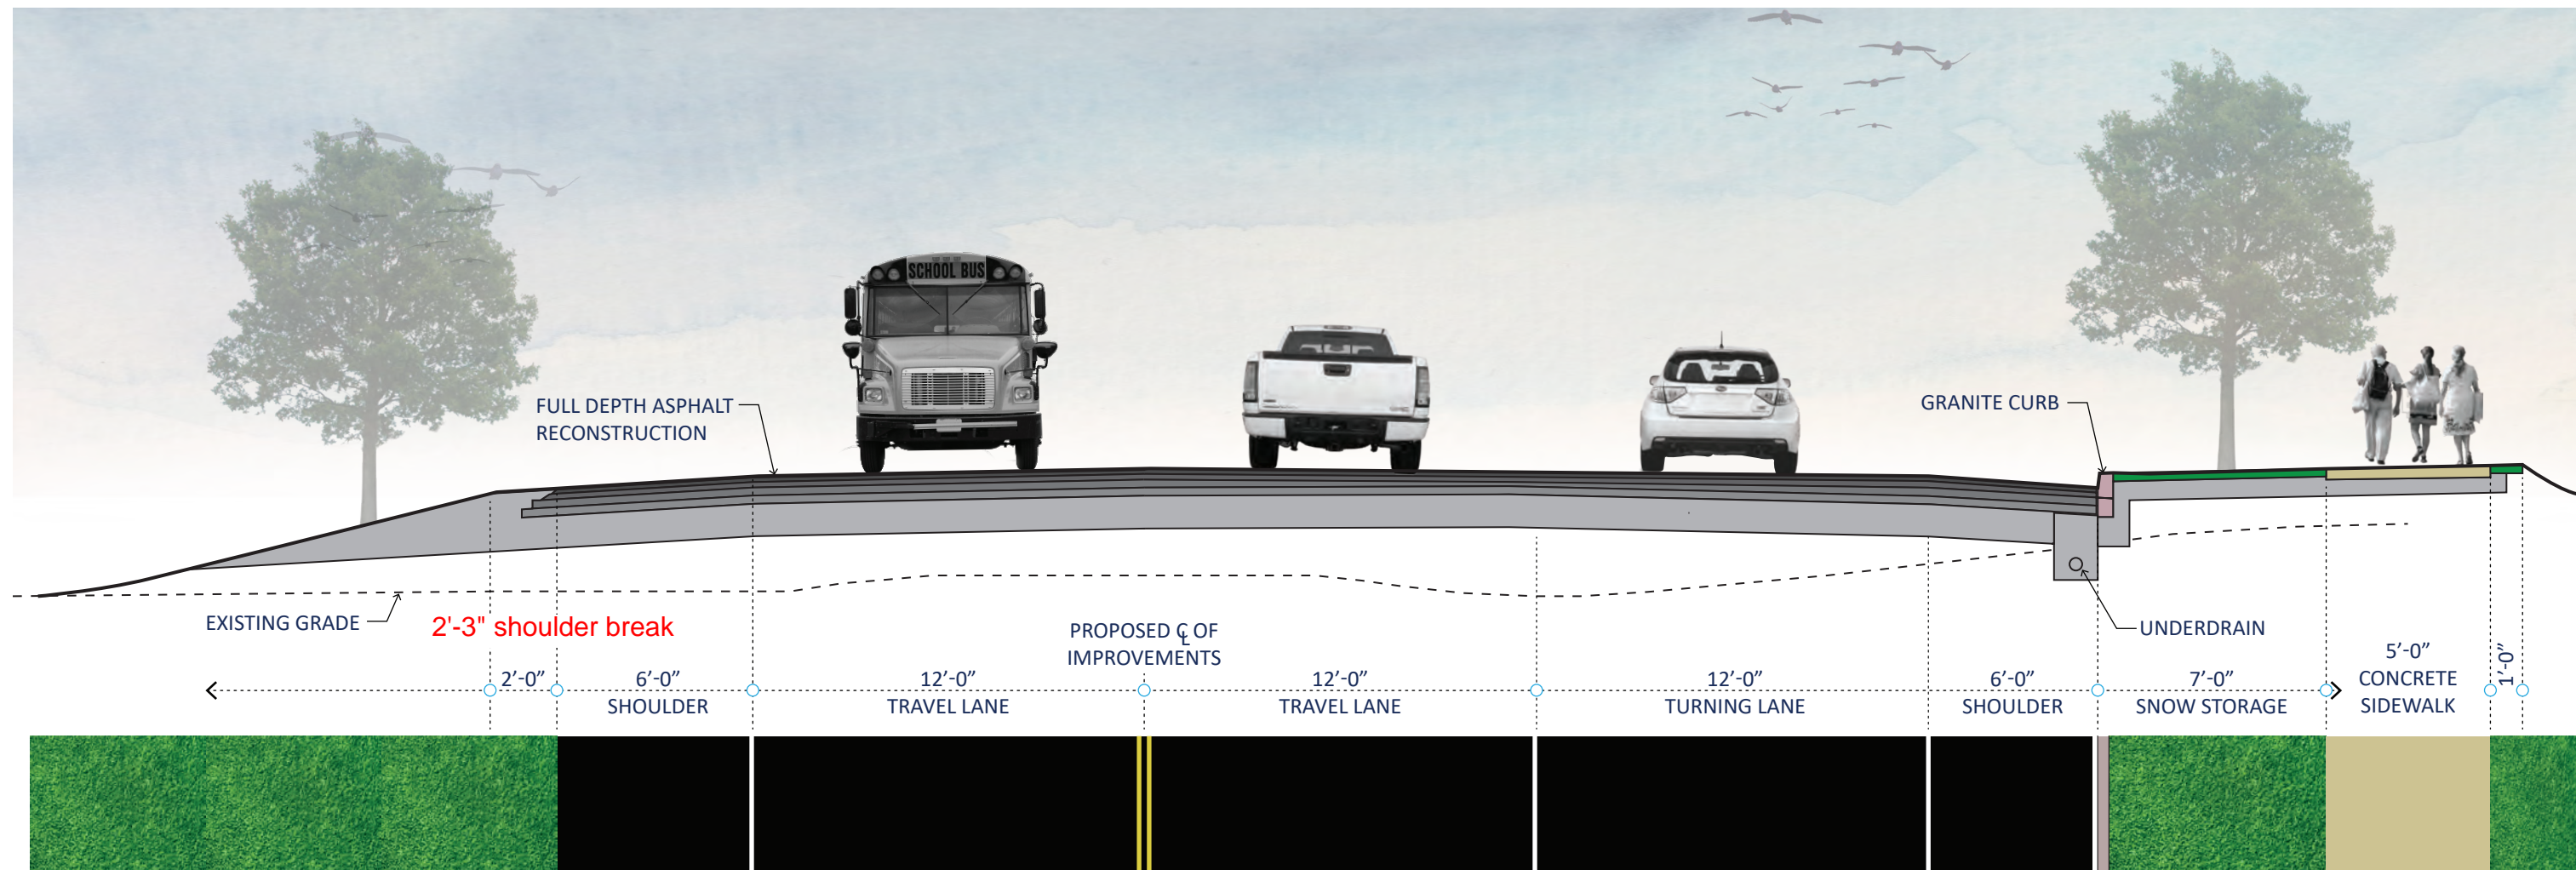 SCHOOL BUS
FULL DEPTH ASPHALT
RECONSTRUCTION
GRANITE CURB
EXISTING GRADE
2'-3" shoulder break
PROPOSED ℄ OF
IMPROVEMENTS
UNDERDRAIN
2’-0”
6’-0”
SHOULDER
12’-0”
TRAVEL LANE
12’-0”
TRAVEL LANE
12’-0”
TURNING LANE
6’-0”
SHOULDER
7’-0”
SNOW STORAGE
5’-0”
CONCRETE
SIDEWALK
1’-0”